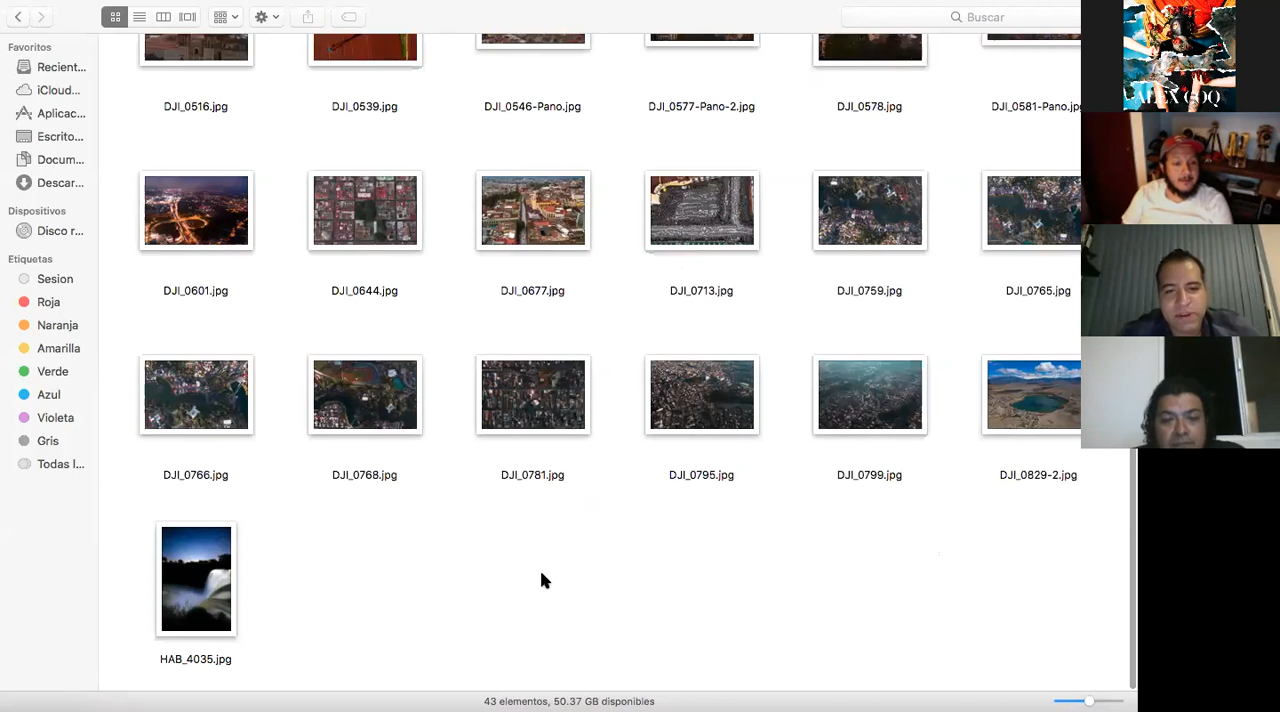 Buscar
Favoritos
Recient...
iCloud...
Aplicac...
Escrito...
Docum...
Descar...
Dispositivos
Disco r...
Etiquetas
Sesion
Roja
Naranja
Amarilla
Verde
Azul
Violeta
Gris
Todas l...
DJI_0516.jpg
DJI_0539.jpg
DJI_0546-Pano.jpg
DJI_0577-Pano-2.jpg
DJI_0578.jpg
DJI_0581-Pano.jpg
DJI_0601.jpg
DJI_0644.jpg
DJI_0677.jpg
DJI_0713.jpg
DJI_0759.jpg
DJI_0765.jpg
DJI_0766.jpg
DJI_0768.jpg
DJI_0781.jpg
DJI_0795.jpg
DJI_0799.jpg
DJI_0829-2.jpg
HAB_4035.jpg
43 elementos, 50.37 GB disponibles
ALEX COQ